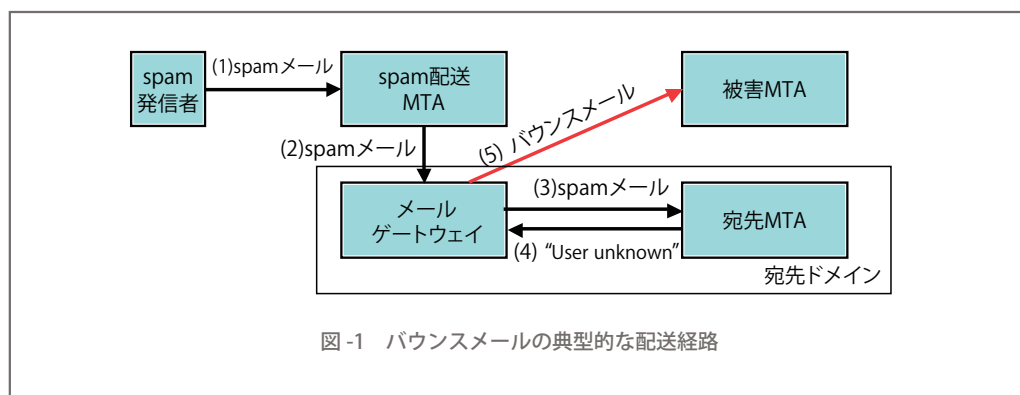 (1)spamメール
spam
発信者
spam配送
MTA
被害MTA
(2)spamメール
(5) バウンスメール
メール
ゲートウェイ
(3)spamメール
(4) “User unknown”
宛先MTA
宛先ドメイン
図 -1　バウンスメールの典型的な配送経路